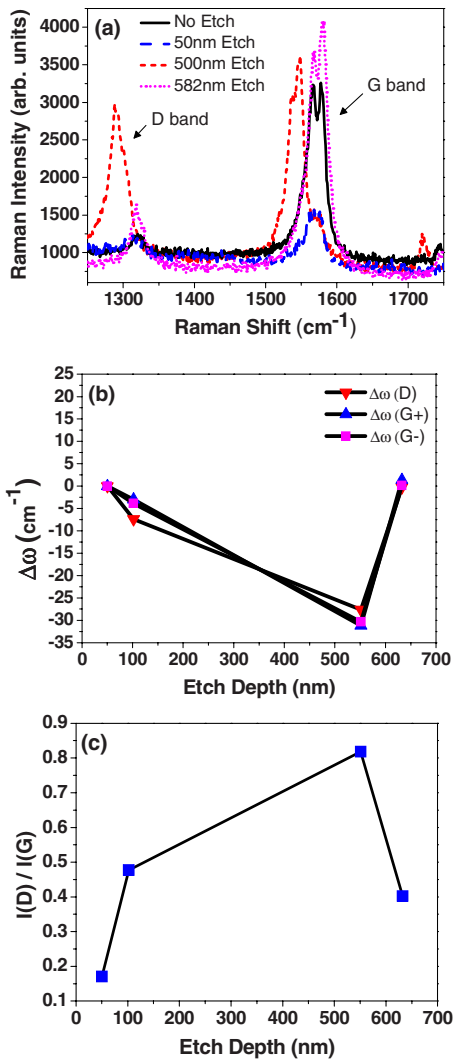 (a)
No Etch
50nm Etch
500nm Etch
582nm Etch
D band
G band
4000
3500
3000
2500
2000
1500
1000
Raman Intensity (arb. units)
1300 1400 1500 1600 1700
Raman Shift (cm⁻¹)
(b)
Δω (D)
Δω (G+)
Δω (G-)
25
20
15
10
5
0
-5
-10
-15
-20
-25
-30
-35
Δω (cm⁻¹)
0 100 200 300 400 500 600 700
Etch Depth (nm)
(c)
0.9
0.8
0.7
0.6
0.5
0.4
0.3
0.2
0.1
I(D) / I(G)
0 100 200 300 400 500 600 700
Etch Depth (nm)